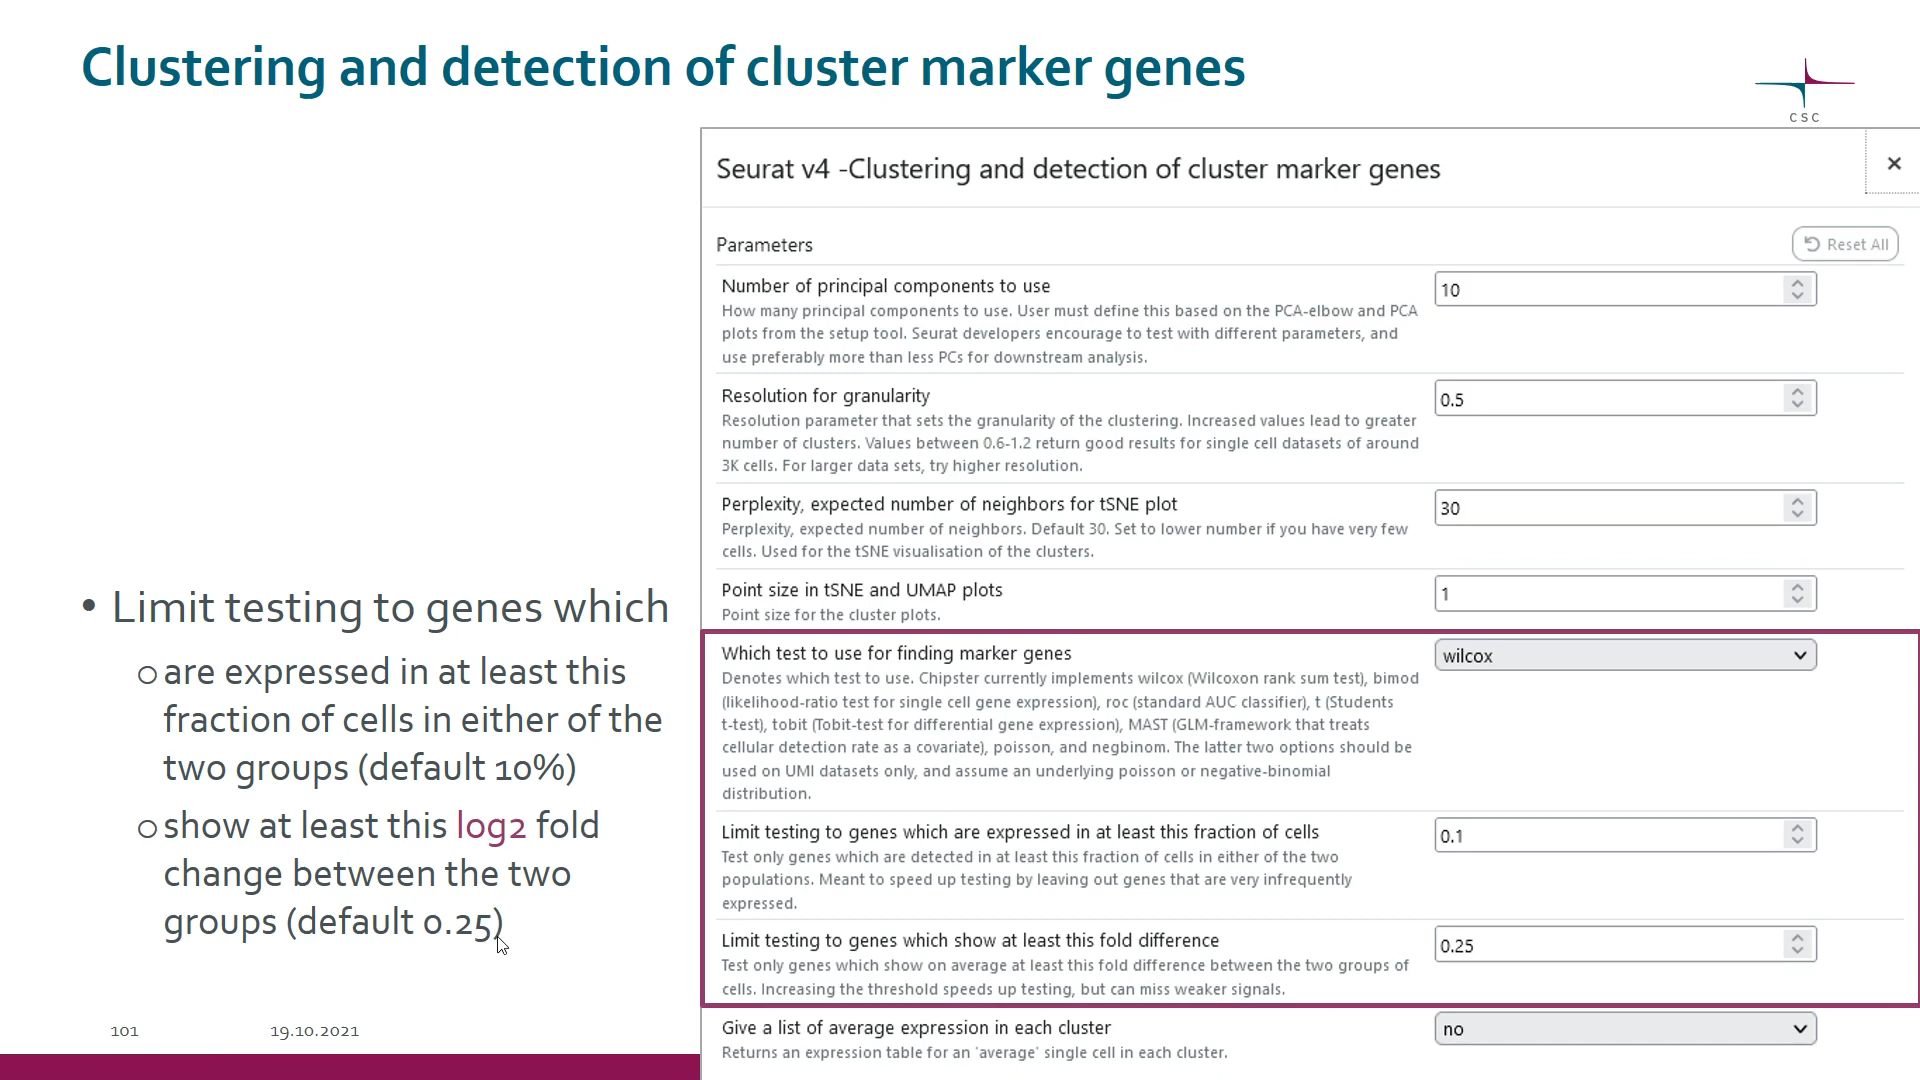 Clustering and detection of cluster marker genes
CSC
Seurat v4 -Clustering and detection of cluster marker genes
×
Parameters
Reset All
Number of principal components to use
10
How many principal components to use. User must define this based on the PCA-elbow and PCA
plots from the setup tool. Seurat developers encourage to test with different parameters, and
use preferably more than less PCs for downstream analysis.
Resolution for granularity
0.5
Resolution parameter that sets the granularity of the clustering. Increased values lead to greater
number of clusters. Values between 0.6-1.2 return good results for single cell datasets of around
3K cells. For larger data sets, try higher resolution.
Perplexity, expected number of neighbors for tSNE plot
30
Perplexity, expected number of neighbors. Default 30. Set to lower number if you have very few
cells. Used for the tSNE visualisation of the clusters.
Point size in tSNE and UMAP plots
1
Point size for the cluster plots.
• Limit testing to genes which
o are expressed in at least this
fraction of cells in either of the
two groups (default 10%)
o show at least this log2 fold
change between the two
groups (default 0.25)
Which test to use for finding marker genes
wilcox
Denotes which test to use. Chipster currently implements wilcox (Wilcoxon rank sum test), bimod
(likelihood-ratio test for single cell gene expression), roc (standard AUC classifier), t (Students
t-test), tobit (Tobit-test for differential gene expression), MAST (GLM-framework that treats
cellular detection rate as a covariate), poisson, and negbinom. The latter two options should be
used on UMI datasets only, and assume an underlying poisson or negative-binomial
distribution.
Limit testing to genes which are expressed in at least this fraction of cells
0.1
Test only genes which are detected in at least this fraction of cells in either of the two
populations. Meant to speed up testing by leaving out genes that are very infrequently
expressed.
Limit testing to genes which show at least this fold difference
0.25
Test only genes which show on average at least this fold difference between the two groups of
cells. Increasing the threshold speeds up testing, but can miss weaker signals.
Give a list of average expression in each cluster
no
Returns an expression table for an 'average' single cell in each cluster.
101
19.10.2021